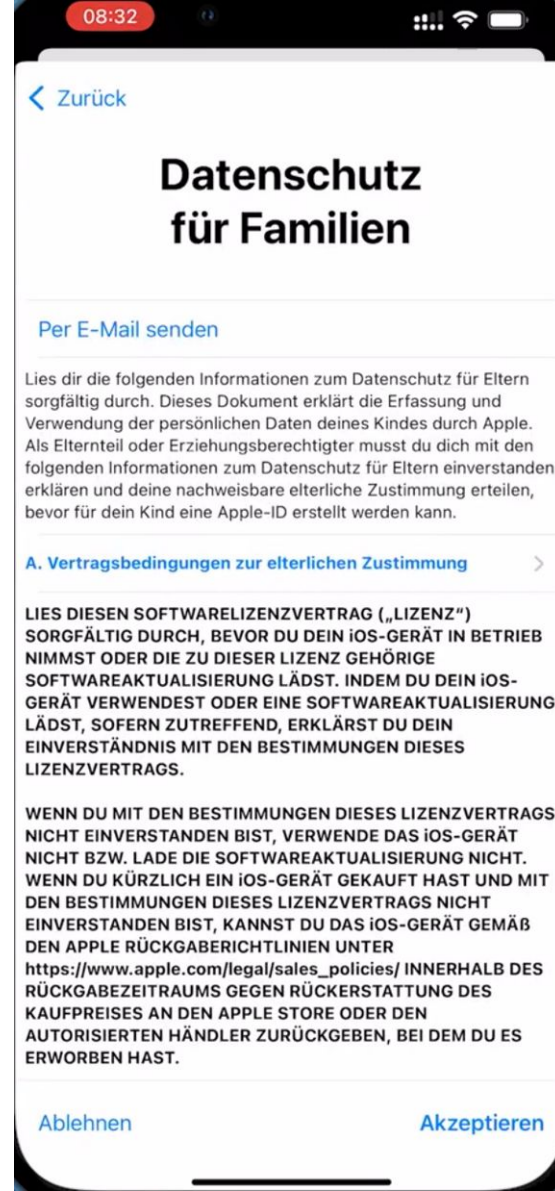 08:32
Zurück
Datenschutz
für Familien
Per E-Mail senden
Lies dir die folgenden Informationen zum Datenschutz für Eltern
sorgfältig durch. Dieses Dokument erklärt die Erfassung und
Verwendung der persönlichen Daten deines Kindes durch Apple.
Als Elternteil oder Erziehungsberechtigter musst du dich mit den
folgenden Informationen zum Datenschutz für Eltern einverstanden
erklären und deine nachweisbare elterliche Zustimmung erteilen,
bevor für dein Kind eine Apple-ID erstellt werden kann.
A. Vertragsbedingungen zur elterlichen Zustimmung
LIES DIESEN SOFTWARELIZENZVERTRAG („LIZENZ“)
SORGFÄLTIG DURCH, BEVOR DU DEIN iOS-GERÄT IN BETRIEB
NIMMST ODER DIE ZU DIESER LIZENZ GEHÖRIGE
SOFTWAREAKTUALISIERUNG LÄDST. INDEM DU DEIN iOS-
GERÄT VERWENDEST ODER EINE SOFTWAREAKTUALISIERUNG
LÄDST, SOFERN ZUTREFFEND, ERKLÄRST DU DEIN
EINVERSTÄNDNIS MIT DEN BESTIMMUNGEN DIESES
LIZENZVERTRAGS.
WENN DU MIT DEN BESTIMMUNGEN DIESES LIZENZVERTRAGS
NICHT EINVERSTANDEN BIST, VERWENDE DAS iOS-GERÄT
NICHT BZW. LADE DIE SOFTWAREAKTUALISIERUNG NICHT.
WENN DU KÜRZLICH EIN iOS-GERÄT GEKAUFT HAST UND MIT
DEN BESTIMMUNGEN DIESES LIZENZVERTRAGS NICHT
EINVERSTANDEN BIST, KANNST DU DAS iOS-GERÄT GEMÄß
DEN APPLE RÜCKGABERICHTLINIEN UNTER
https://www.apple.com/legal/sales_policies/ INNERHALB DES
RÜCKGABEZEITRAUMS GEGEN RÜCKERSTATTUNG DES
KAUFPREISES AN DEN APPLE STORE ODER DEN
AUTORISIERTEN HÄNDLER ZURÜCKGEBEN, BEI DEM DU ES
ERWORBEN HAST.
Ablehnen
Akzeptieren